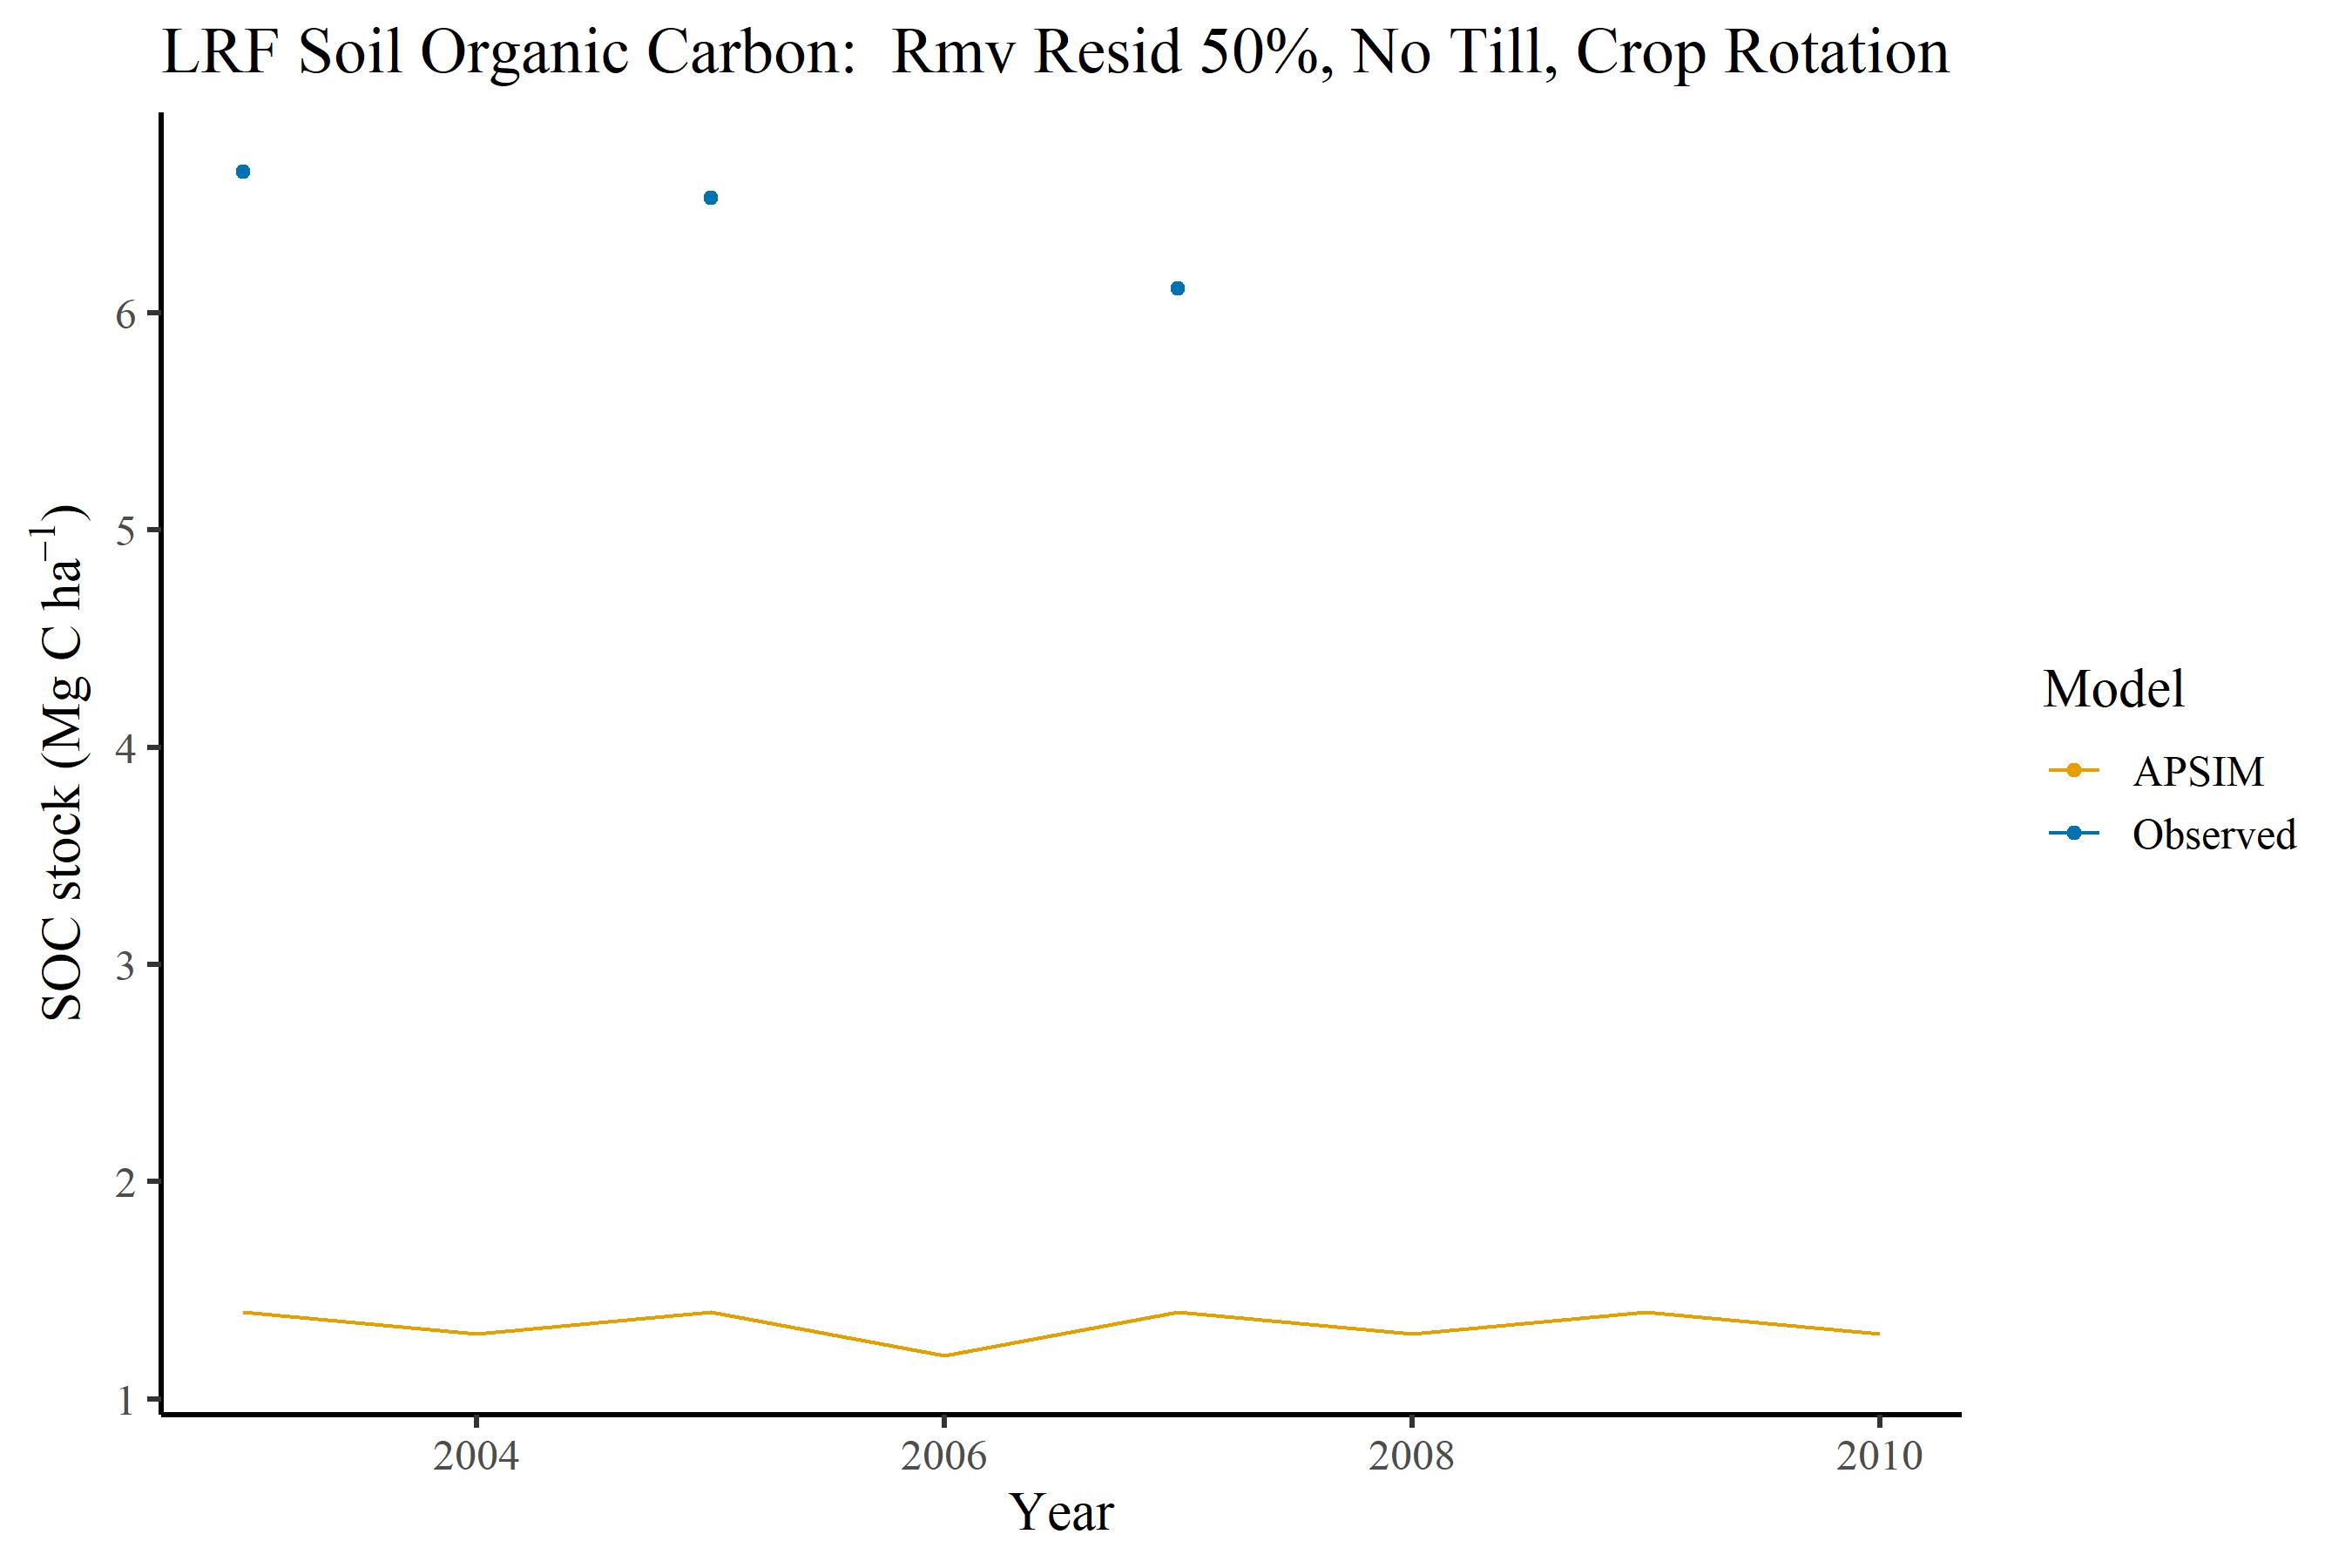 LRF Soil Organic Carbon:  Rmv Resid 50%, No Till, Crop Rotation
SOC stock (Mg C ha⁻¹)
6
5
4
3
2
1
2004 2006 2008 2010
Year
Model
APSIM
Observed